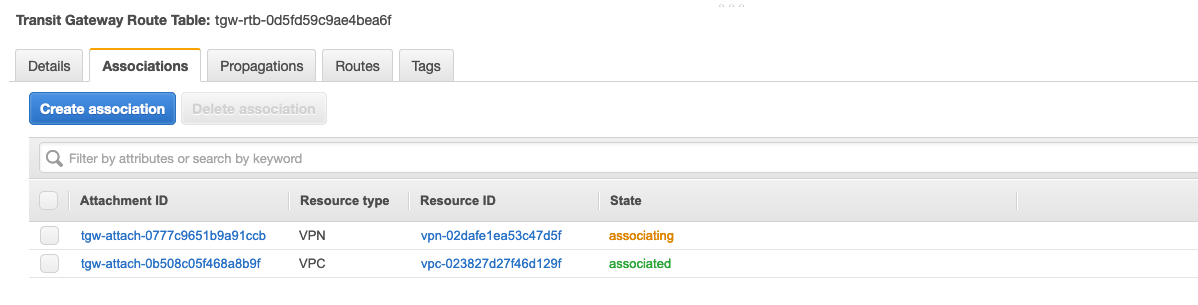 Transit Gateway Route Table: tgw-rtb-0d5fd59c9ae4bea6f
Details Associations Propagations Routes Tags
Create association Delete association
Filter by attributes or search by keyword
Attachment ID Resource type Resource ID State
tgw-attach-0777c9651b9a91ccb VPN vpn-02dafe1ea53c47d5f associating
tgw-attach-0b508c05f468a8b9f VPC vpc-023827d27f46d129f associated